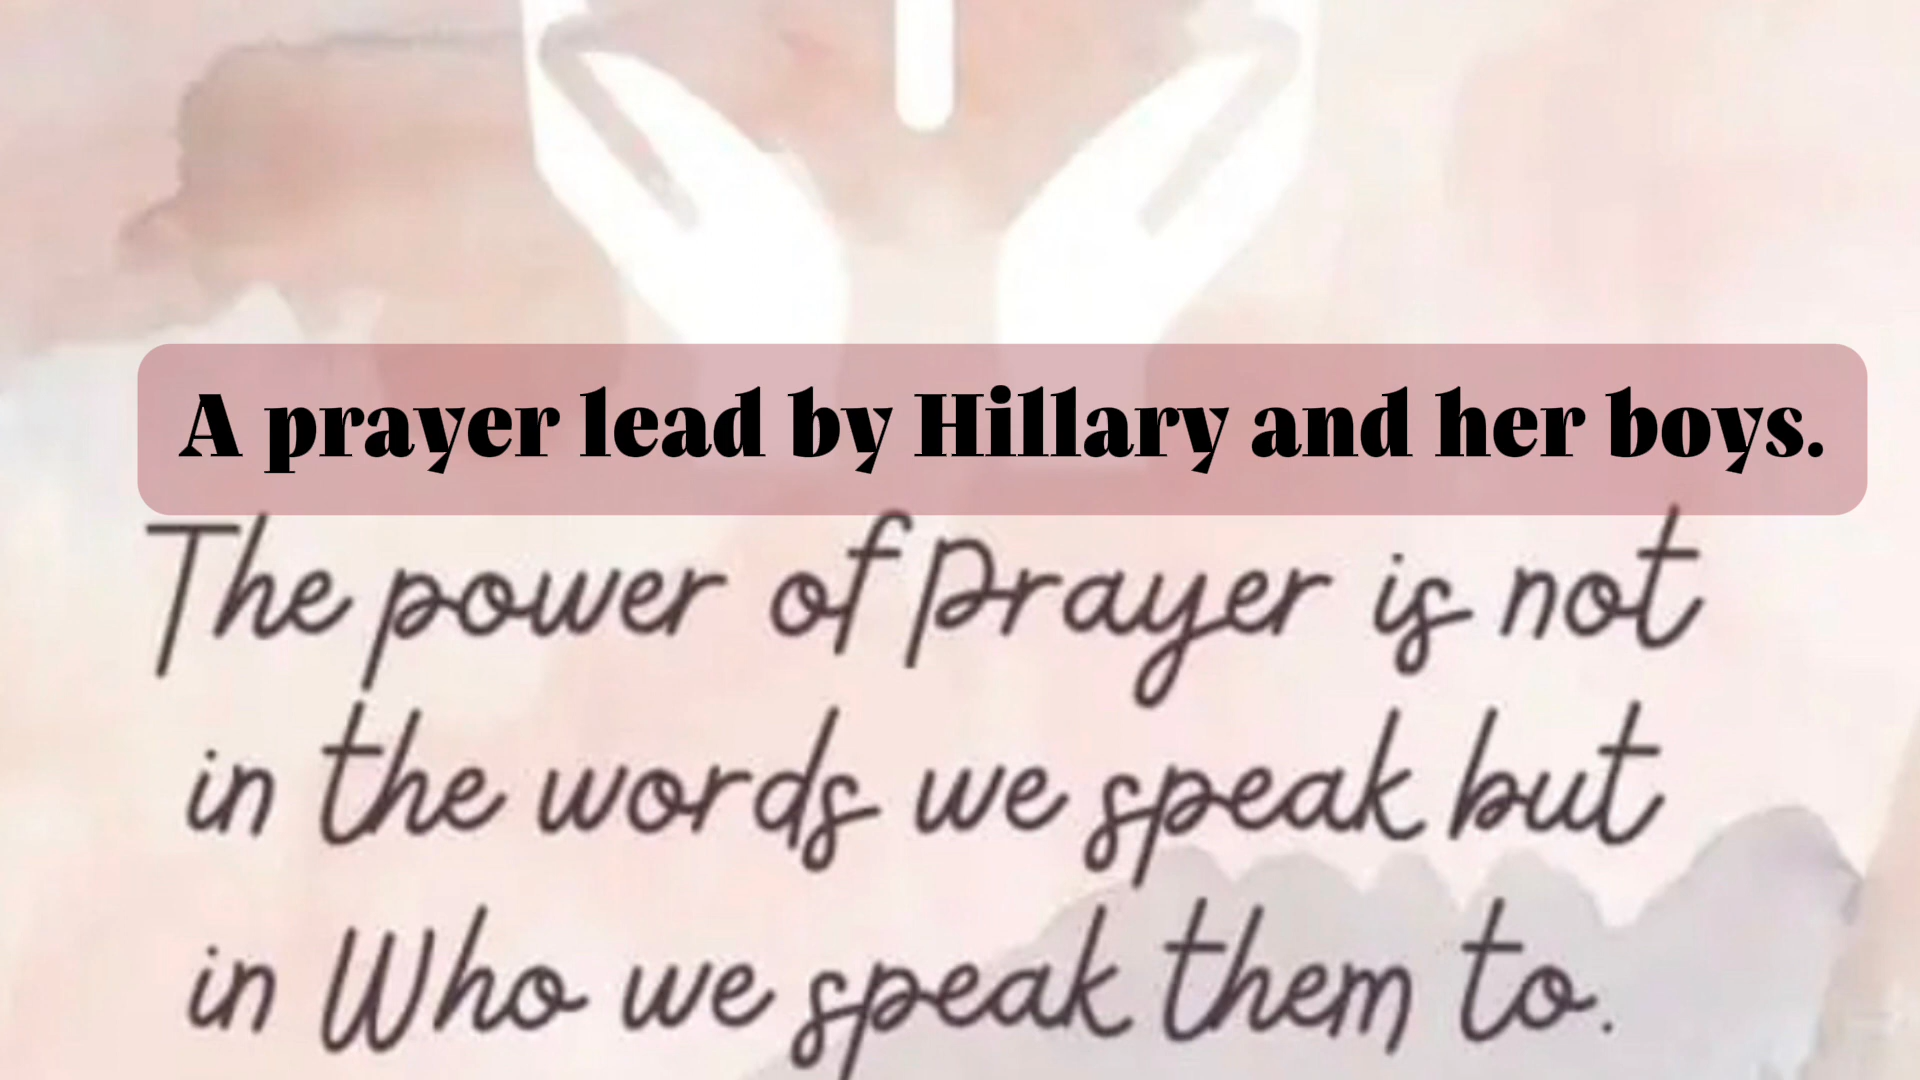 A prayer lead by Hillary and her boys.
The power of Prayer is not
in the words we speak but
in Who we speak them to.